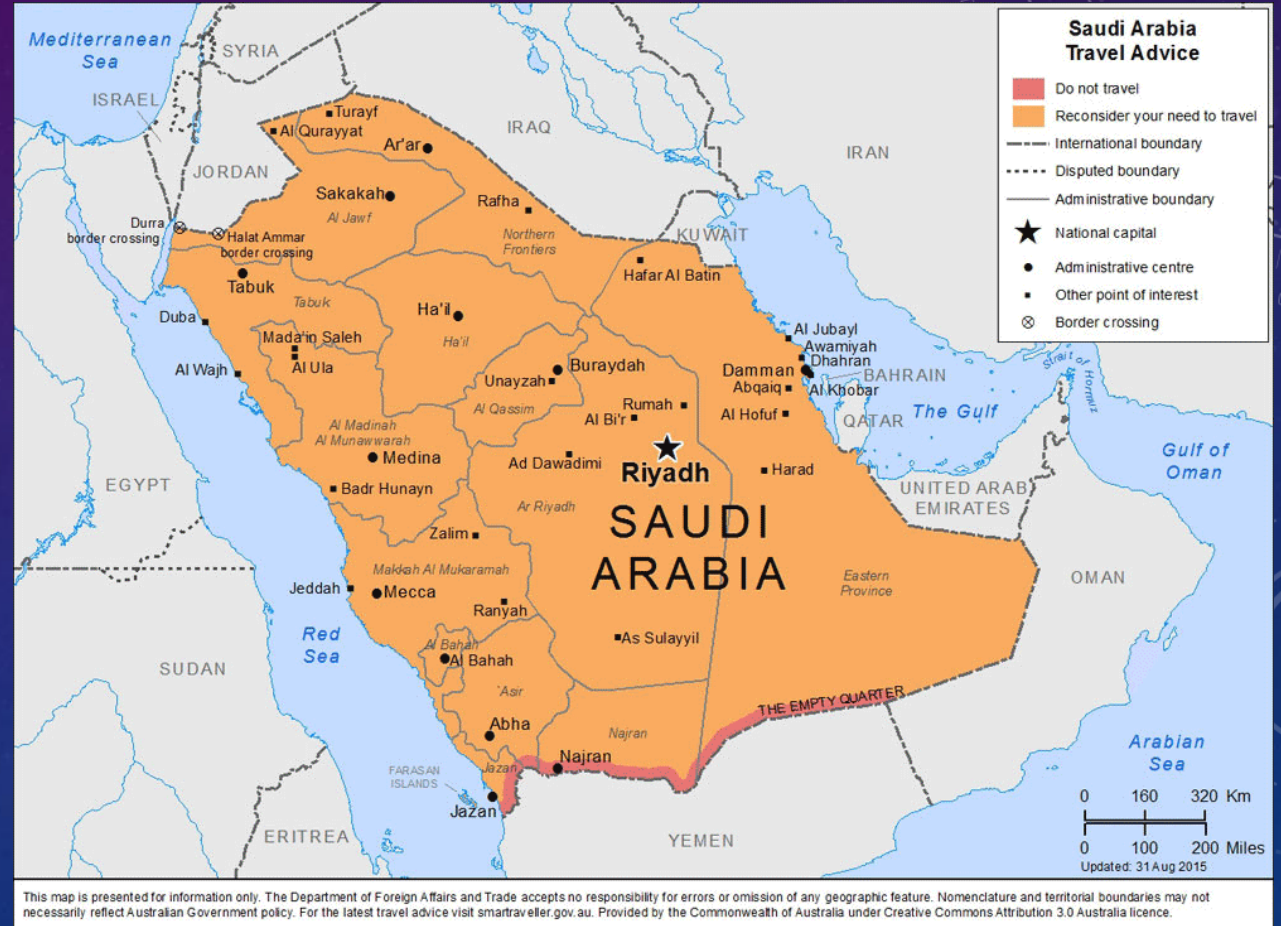 Mediterranean
Sea
SYRIA
ISRAEL
JORDAN
IRAQ
IRAN
KUWAIT
Turayf
Al Qurayyat
Ar'ar
Sakakah
Al Jawf
Rafha
Northern
Frontiers
Durra
border crossing
Halat Ammar
border crossing
Tabuk
Tabuk
Hafar Al Batin
Duba
Ha'il
Ha'il
Mada'in Saleh
Al Ula
Al Wajh
Buraydah
Unayzah
Al Qassim
Al Jubayl
Awamiyah
Dhahran
Damman
BAHRAIN
Abqaiq
Al Khobar
Al Hofuf
QATAR
The Gulf
Strait of Hormuz
Gulf of
Oman
Rumah
Al Bi'r
Al Madinah
Al Munawwarah
Medina
Ad Dawadimi
Riyadh
Harad
EGYPT
Badr Hunayn
Ar Riyadh
UNITED ARAB
EMIRATES
SAUDI
ARABIA
Zalim
Makkah Al Mukaramah
Jeddah
Mecca
Ranyah
Eastern
Province
OMAN
Red
Sea
SUDAN
Al Bahah
Al Bahah
As Sulayyil
'Asir
THE EMPTY QUARTER
Abha
Najran
Najran
Jazan
FARASAN
ISLANDS
Jazan
ERITREA
YEMEN
Arabian
Sea
Saudi Arabia
Travel Advice
Do not travel
Reconsider your need to travel
International boundary
Disputed boundary
Administrative boundary
National capital
Administrative centre
Other point of interest
Border crossing
0 160 320 Km
0 100 200 Miles
Updated: 31 Aug 2015
This map is presented for information only. The Department of Foreign Affairs and Trade accepts no responsibility for errors or omission of any geographic feature. Nomenclature and territorial boundaries may not
necessarily reflect Australian Government policy. For the latest travel advice visit smartraveller.gov.au. Provided by the Commonwealth of Australia under Creative Commons Attribution 3.0 Australia licence.